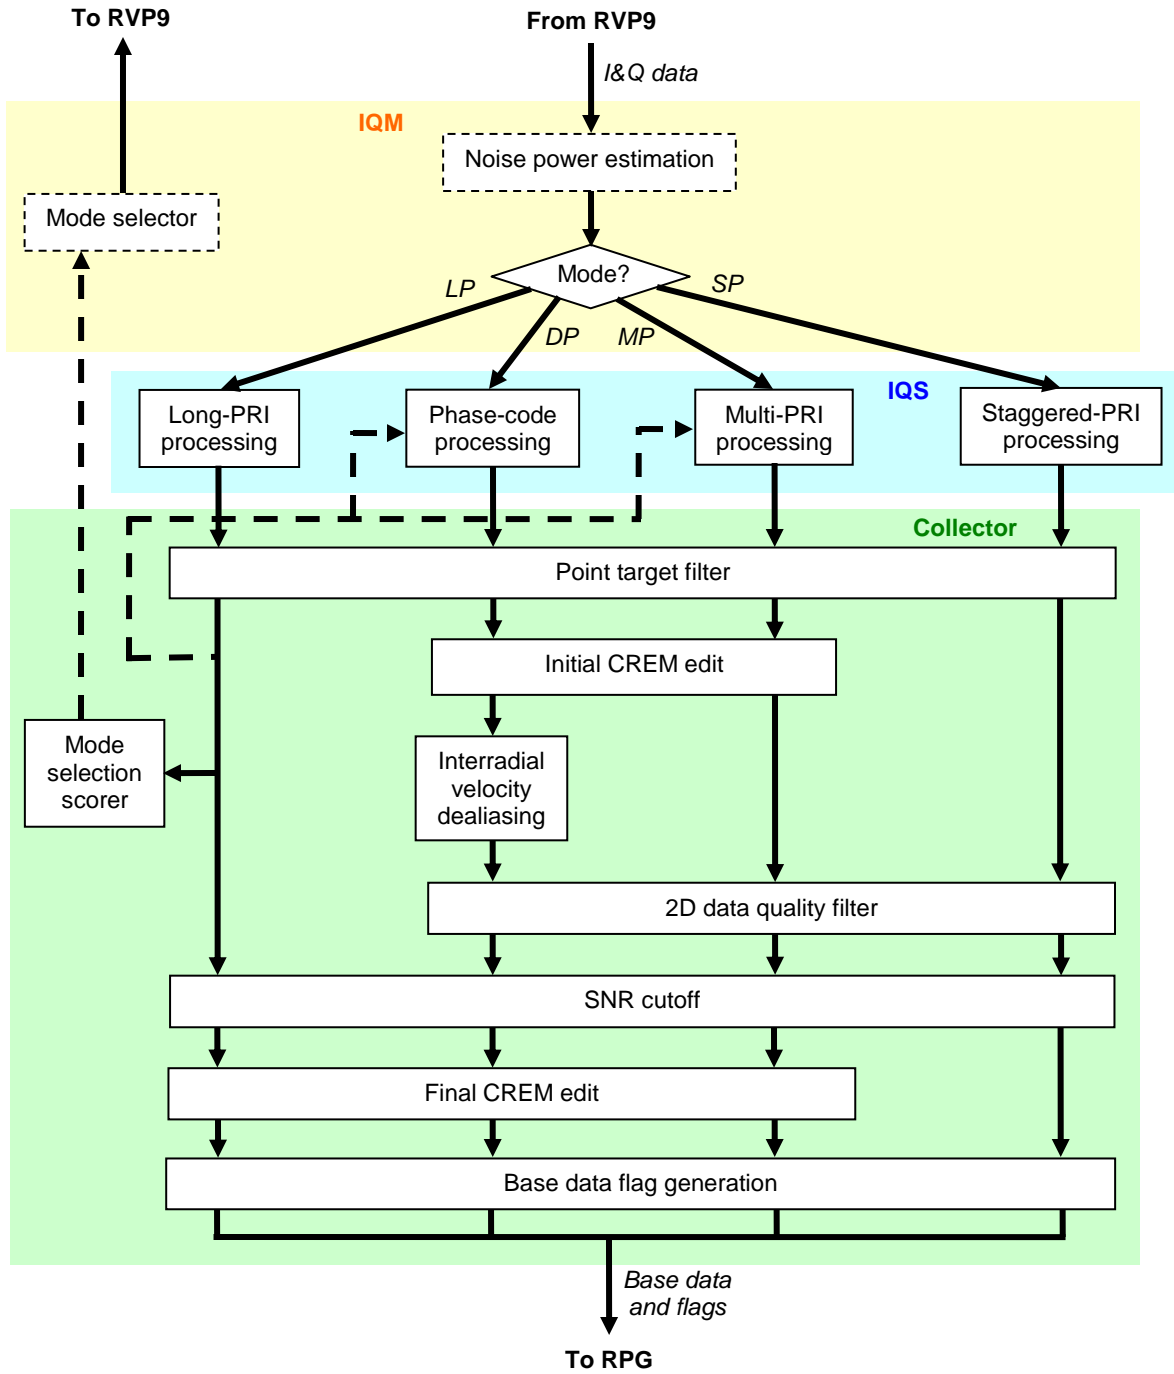 To RVP9
From RVP9
I&Q data
IQM
Noise power estimation
Mode selector
Mode?
LP
DP
MP
SP
IQS
Long-PRI
processing
Phase-code
processing
Multi-PRI
processing
Staggered-PRI
processing
Collector
Point target filter
Initial CREM edit
Mode
selection
scorer
Interradial
velocity
dealiasing
2D data quality filter
SNR cutoff
Final CREM edit
Base data flag generation
Base data
and flags
To RPG